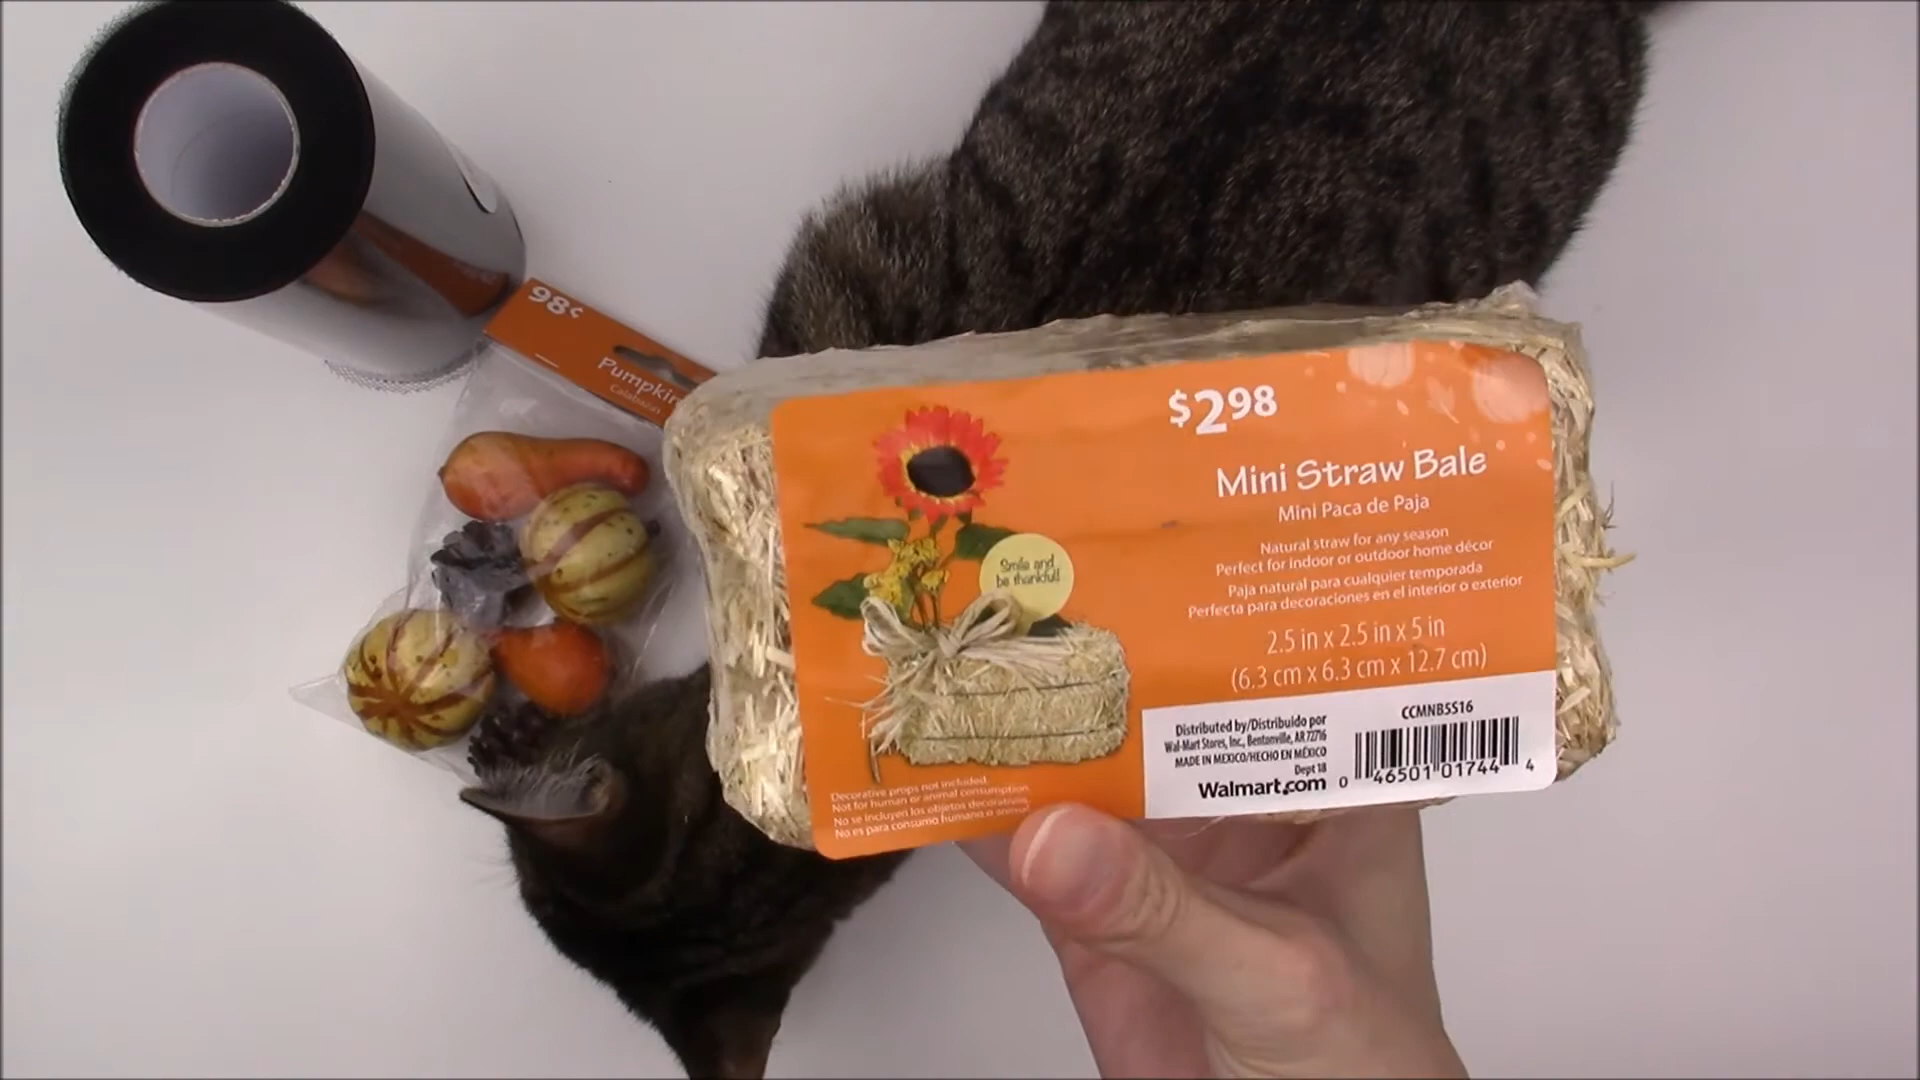 98¢
Pumpkin
Calabazas
$2.98
Mini Straw Bale
Mini Paca de Paja
Natural straw for any season
Perfect for indoor or outdoor home décor
Paja natural para cualquier temporada
Perfecta para decoraciones en el interior o exterior
2.5 in x 2.5 in x 5 in
(6.3 cm x 6.3 cm x 12.7 cm)
Smile and
be thankful!
Decorative props not included.
Not for human or animal consumption.
No se incluyen los objetos decorativos.
No es para consumo humano o animal
Distributed by/Distribuido por
Wal-Mart Stores, Inc., Bentonville, AR 72716
MADE IN MEXICO/HECHO EN MÉXICO
Dept 18
Walmart.com
CCMNB5S16
0 46501 01744 4